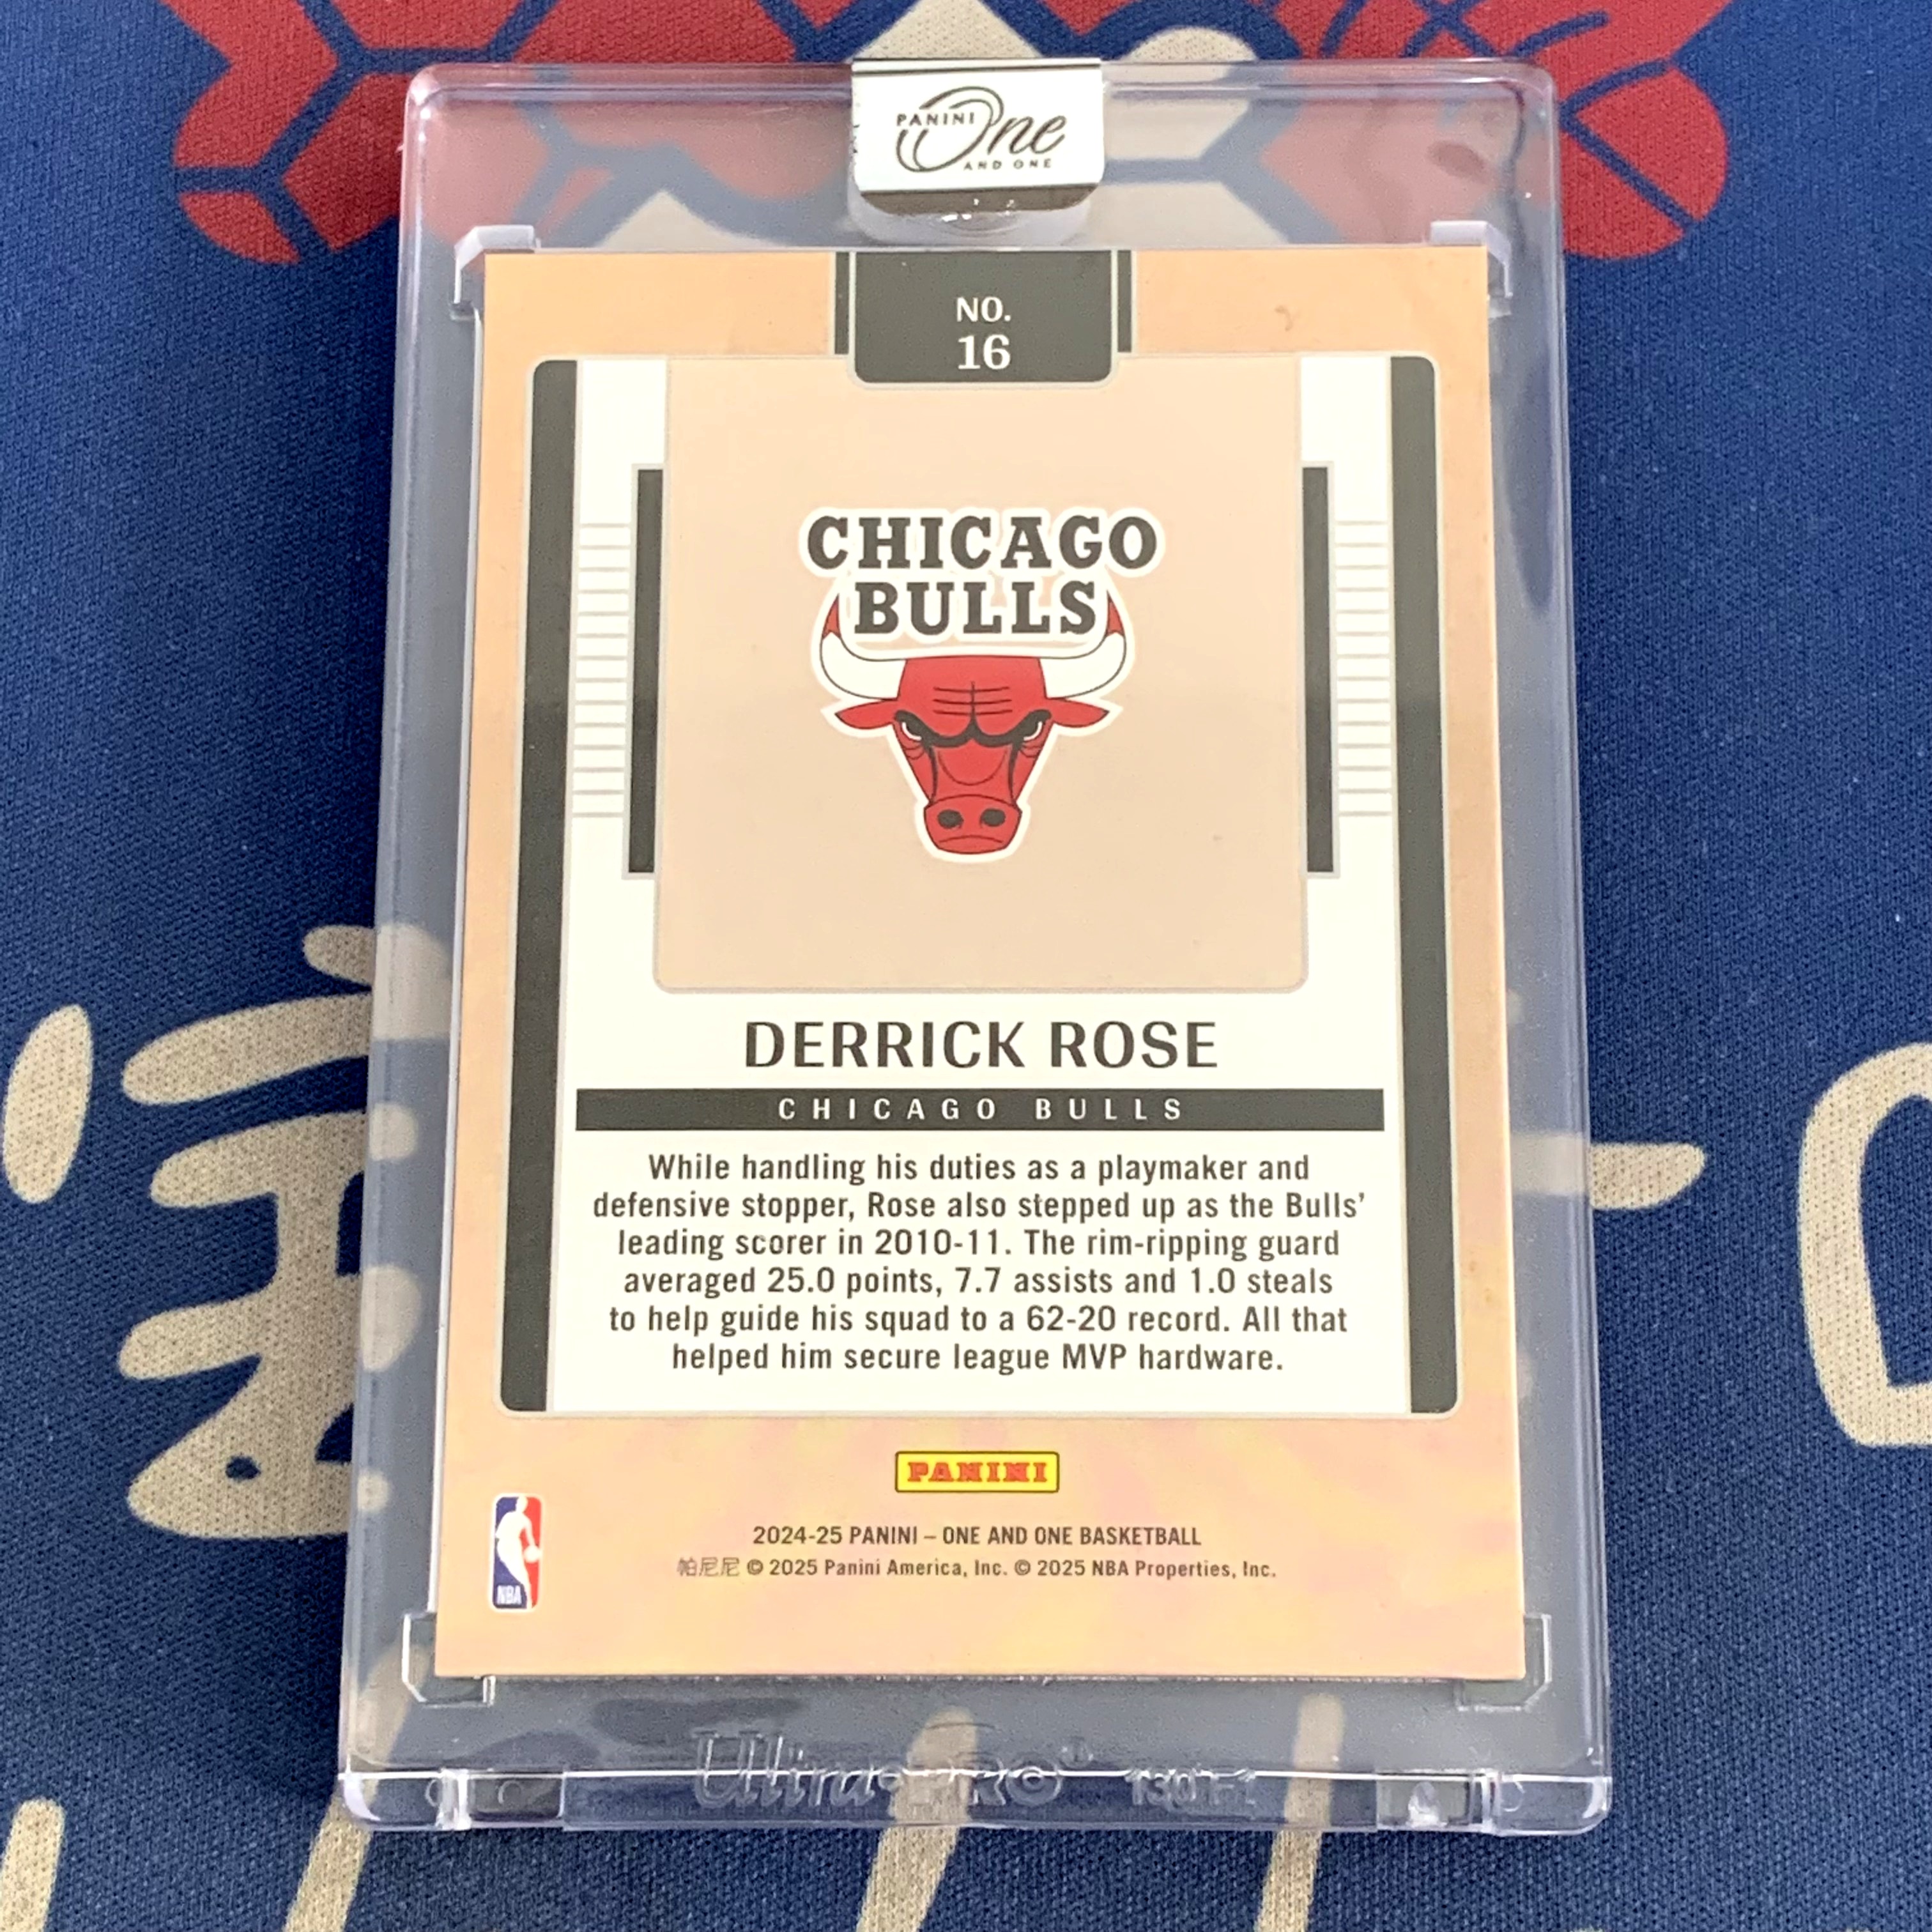 PANINI
One
AND ONE
NO.
16
CHICAGO
BULLS
DERRICK ROSE
CHICAGO BULLS
While handling his duties as a playmaker and
defensive stopper, Rose also stepped up as the Bulls'
leading scorer in 2010-11. The rim-ripping guard
averaged 25.0 points, 7.7 assists and 1.0 steals
to help guide his squad to a 62-20 record. All that
helped him secure league MVP hardware.
PANINI
NBA
2024-25 PANINI – ONE AND ONE BASKETBALL
帕尼尼 © 2025 Panini America, Inc. © 2025 NBA Properties, Inc.
Ultra PRO®